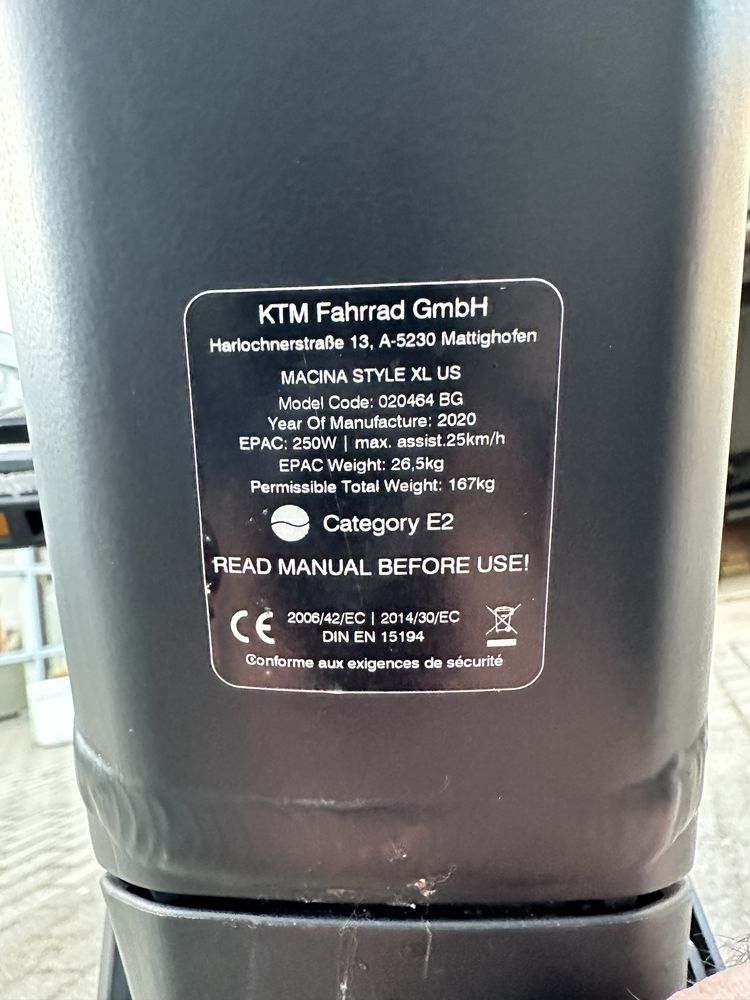 KTM Fahrrad GmbH
Harlochnerstraße 13, A-5230 Mattighofen
MACINA STYLE XL US
Model Code: 020464 BG
Year Of Manufacture: 2020
EPAC: 250W | max. assist.25km/h
EPAC Weight: 26,5kg
Permissible Total Weight: 167kg
Category E2
READ MANUAL BEFORE USE!
CE 2006/42/EC | 2014/30/EC
DIN EN 15194
Conforme aux exigences de sécurité